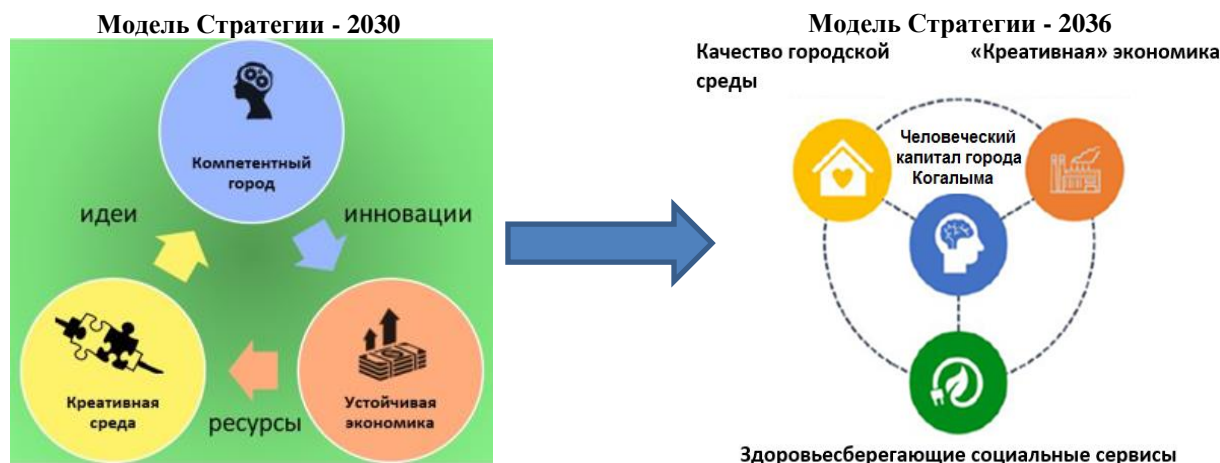 Модель Стратегии - 2030
Компетентный
город
идеи
инновации
Креативная
среда
ресурсы
Устойчивая
экономика
Модель Стратегии - 2036
Качество городской
среды
«Креативная» экономика
Человеческий
капитал города
Когалыма
Здоровьесберегающие социальные сервисы